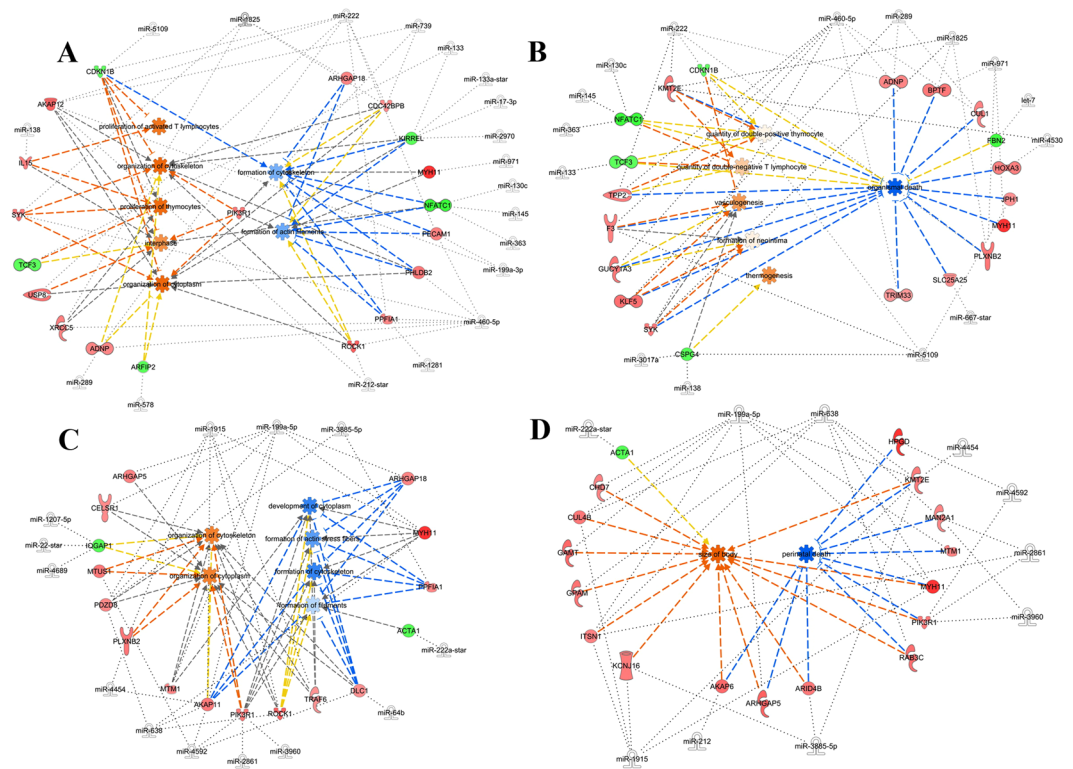 A
miR-5109
miR-1825
miR-222
miR-739
miR-133
miR-133a-star
miR-17-3p
miR-2970
miR-971
miR-130c
miR-145
miR-363
miR-199a-3p
miR-460-5p
miR-1281
miR-212-star
miR-578
miR-289
miR-138
CDKN1B
AKAP12
IL15
SYK
TCF3
USP8
XRCC5
ADNP
ARFIP2
ARHGAP18
CDC42BPB
KIRREL
MYH11
NFATC1
PECAM1
PHLDB2
PPFIA1
ROCK1
PIK3R1
proliferation of activated T lymphocytes
organization of cytoskeleton
proliferation of thymocytes
interphase
organization of cytoplasm
formation of cytoskeleton
formation of actin filaments
B
miR-460-5p
miR-289
miR-222
miR-1825
miR-130c
miR-971
miR-145
let-7
miR-363
miR-4530
miR-133
miR-667-star
miR-5109
miR-3017a
miR-138
CDKN1B
KMT2E
NFATC1
TCF3
TPP2
F3
GUCY1A3
KLF5
SYK
CSPG4
ADNP
BPTF
CUL1
FBN2
HOXA3
JPH1
MYH11
PLXNB2
SLC25A25
TRIM33
quantity of double-positive thymocyte
quantity of double-negative T lymphocyte
vasculogenesis
formation of neointima
thermogenesis
organismal death
C
miR-1915
miR-199a-5p
miR-3885-5p
miR-1207-5p
miR-22-star
miR-4689
miR-4454
miR-638
miR-4592
miR-2861
miR-3960
miR-64b
miR-222a-star
ARHGAP5
CELSR1
IQGAP1
MTUS1
PDZD8
PLXNB2
MTM1
AKAP11
PIK3R1
ROCK1
TRAF6
DLC1
ACTA1
PPFIA1
MYH11
ARHGAP18
organization of cytoskeleton
organization of cytoplasm
development of cytoplasm
formation of actin stress fibers
formation of cytoskeleton
formation of filaments
D
miR-199a-5p
miR-638
miR-222a-star
miR-4454
miR-4592
miR-2861
miR-3960
miR-3885-5p
miR-212
miR-1915
ACTA1
CHD7
CUL4B
GAMT
GPAM
ITSN1
KCNJ16
AKAP6
ARHGAP5
ARID4B
RAB3C
PIK3R1
MYH11
MTM1
MAN2A1
KMT2E
HPGD
size of body
perinatal death